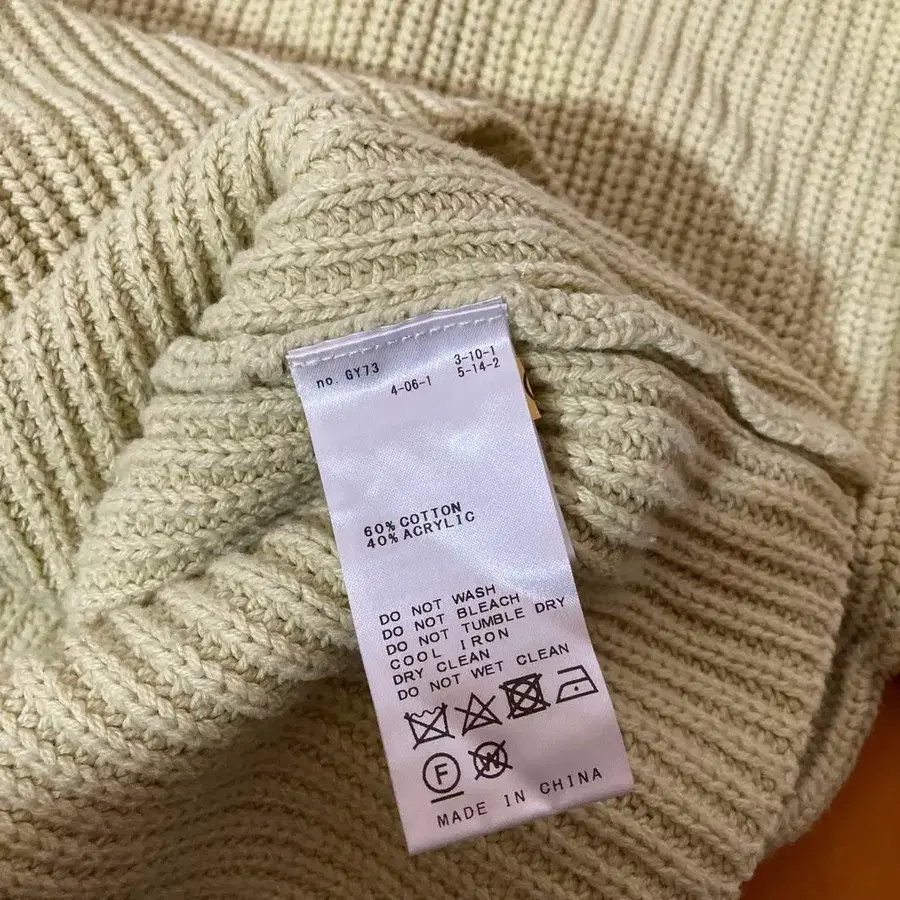 no. GY73
3-10-1
4-06-1 5-14-2
60% COTTON
40% ACRYLIC
DO NOT WASH
DO NOT BLEACH
DO NOT TUMBLE DRY
COOL IRON
DRY CLEAN
DO NOT WET CLEAN
F W
MADE IN CHINA